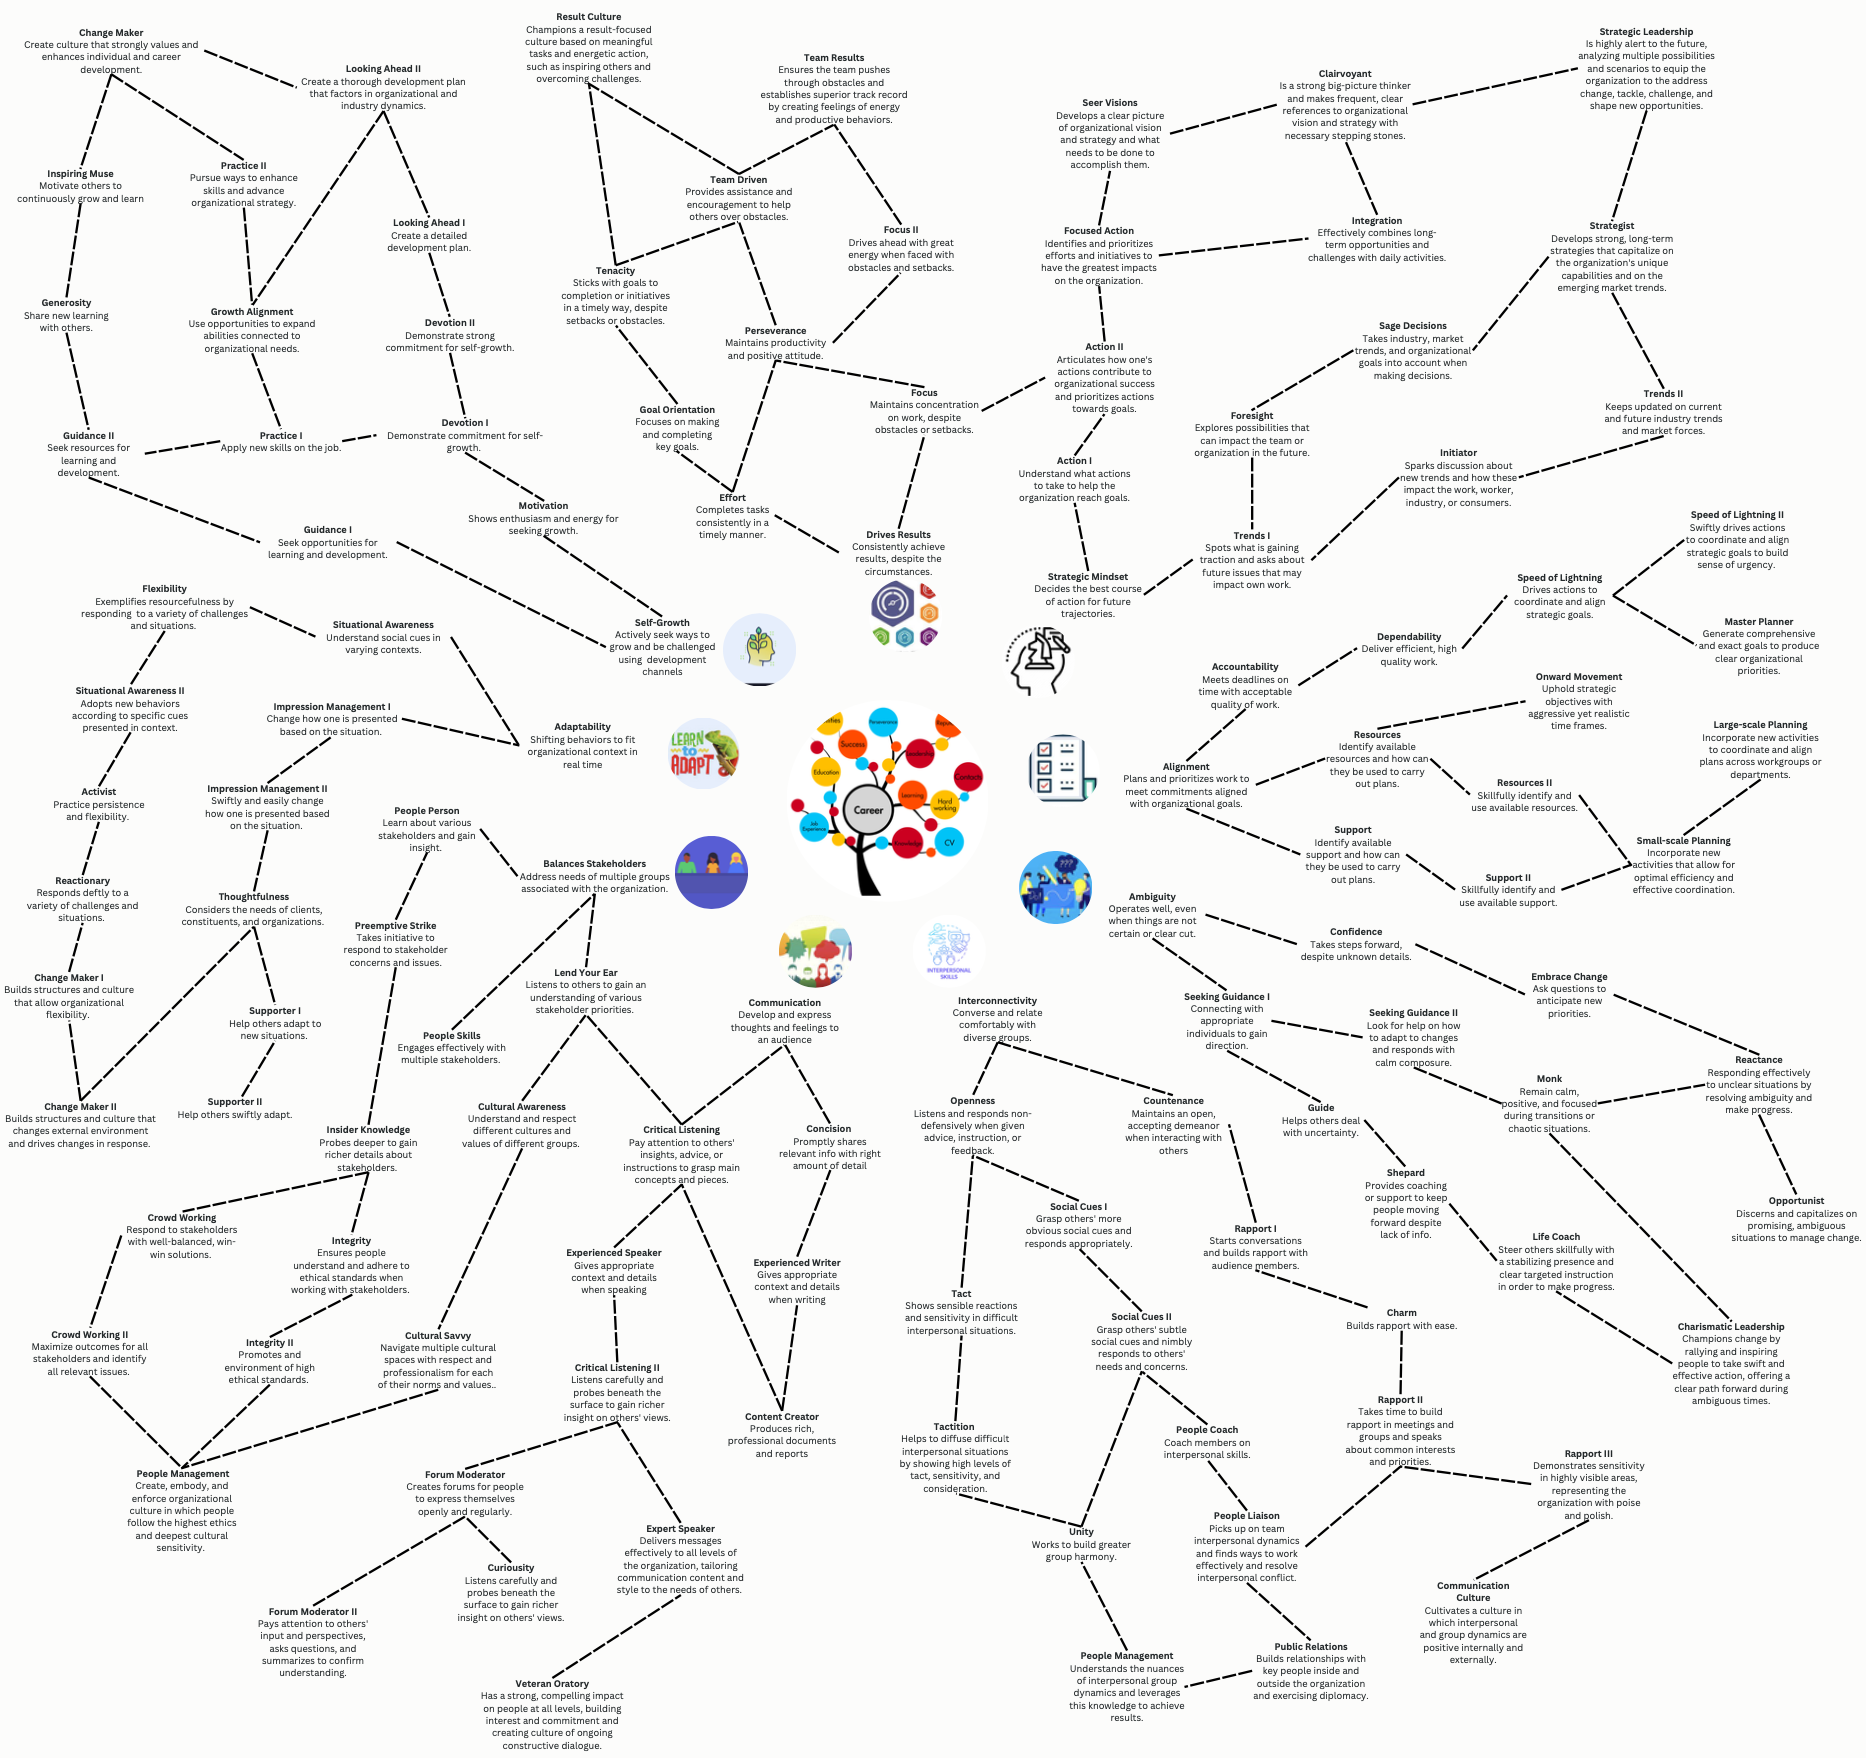 Change Maker
Create culture that strongly values and
enhances individual and career
development.
Looking Ahead II
Create a thorough development plan
that factors in organizational and
industry dynamics.
Inspiring Muse
Motivate others to
continuously grow and learn
Practice II
Pursue ways to enhance
skills and advance
organizational strategy.
Looking Ahead I
Create a detailed
development plan.
Generosity
Share new learning
with others.
Growth Alignment
Use opportunities to expand
abilities connected to
organizational needs.
Devotion II
Demonstrate strong
commitment for self-growth.
Guidance II
Seek resources for
learning and
development.
Practice I
Apply new skills on the job.
Devotion I
Demonstrate commitment for self-
growth.
Motivation
Shows enthusiasm and energy for
seeking growth.
Guidance I
Seek opportunities for
learning and development.
Self-Growth
Actively seek ways to
grow and be challenged
using development
channels
Result Culture
Champions a result-focused
culture based on meaningful
tasks and energetic action,
such as inspiring others and
overcoming challenges.
Team Results
Ensures the team pushes
through obstacles and
establishes superior track record
by creating feelings of energy
and productive behaviors.
Team Driven
Provides assistance and
encouragement to help
others over obstacles.
Focus II
Drives ahead with great
energy when faced with
obstacles and setbacks.
Tenacity
Sticks with goals to
completion or initiatives
in a timely way, despite
setbacks or obstacles.
Perseverance
Maintains productivity
and positive attitude.
Goal Orientation
Focuses on making
and completing
key goals.
Focus
Maintains concentration
on work, despite
obstacles or setbacks.
Effort
Completes tasks
consistently in a
timely manner.
Drives Results
Consistently achieve
results, despite the
circumstances.
Seer Visions
Develops a clear picture
of organizational vision
and strategy and what
needs to be done to
accomplish them.
Clairvoyant
Is a strong big-picture thinker
and makes frequent, clear
references to organizational
vision and strategy with
necessary stepping stones.
Strategic Leadership
Is highly alert to the future,
analyzing multiple possibilities
and scenarios to equip the
organization to the address
change, tackle, challenge, and
shape new opportunities.
Focused Action
Identifies and prioritizes
efforts and initiatives to
have the greatest impacts
on the organization.
Integration
Effectively combines long-
term opportunities and
challenges with daily activities.
Strategist
Develops strong, long-term
strategies that capitalize on
the organization's unique
capabilities and on the
emerging market trends.
Action II
Articulates how one's
actions contribute to
organizational success
and prioritizes actions
towards goals.
Sage Decisions
Takes industry, market
trends, and organizational
goals into account when
making decisions.
Trends II
Keeps updated on current
and future industry trends
and market forces.
Foresight
Explores possibilities that
can impact the team or
organization in the future.
Initiator
Sparks discussion about
new trends and how these
impact the work, worker,
industry, or consumers.
Action I
Understand what actions
to take to help the
organization reach goals.
Trends I
Spots what is gaining
traction and asks about
future issues that may
impact own work.
Strategic Mindset
Decides the best course
of action for future
trajectories.
Speed of Lightning II
Swiftly drives actions
to coordinate and align
strategic goals to build
sense of urgency.
Speed of Lightning
Drives actions to
coordinate and align
strategic goals.
Master Planner
Generate comprehensive
and exact goals to produce
clear organizational
priorities.
Dependability
Deliver efficient, high
quality work.
Accountability
Meets deadlines on
time with acceptable
quality of work.
Onward Movement
Uphold strategic
objectives with
aggressive yet realistic
time frames.
Large-scale Planning
Incorporate new activities
to coordinate and align
plans across workgroups or
departments.
Resources
Identify available
resources and how can
they be used to carry
out plans.
Alignment
Plans and prioritizes work to
meet commitments aligned
with organizational goals.
Resources II
Skillfully identify and
use available resources.
Support
Identify available
support and how can
they be used to carry
out plans.
Small-scale Planning
Incorporate new
activities that allow for
optimal efficiency and
effective coordination.
Support II
Skillfully identify and
use available support.
Flexibility
Exemplifies resourcefulness by
responding to a variety of challenges
and situations.
Situational Awareness
Understand social cues in
varying contexts.
Situational Awareness II
Adopts new behaviors
according to specific cues
presented in context.
Impression Management I
Change how one is presented
based on the situation.
Adaptability
Shifting behaviors to fit
organizational context in
real time
Activist
Practice persistence
and flexibility.
Impression Management II
Swiftly and easily change
how one is presented based
on the situation.
Reactionary
Responds deftly to a
variety of challenges and
situations.
Thoughtfulness
Considers the needs of clients,
constituents, and organizations.
Change Maker I
Builds structures and culture
that allow organizational
flexibility.
Supporter I
Help others adapt to
new situations.
Change Maker II
Builds structures and culture that
changes external environment
and drives changes in response.
Supporter II
Help others swiftly adapt.
LEARN
to
ADAPT
Perseverance
Success
Leadership
Education
Contacts
Learning
Hard
working
Career
Job
Experience
Knowledge
CV
???
INTERPERSONAL
SKILLS
People Person
Learn about various
stakeholders and gain
insight.
Balances Stakeholders
Address needs of multiple groups
associated with the organization.
Preemptive Strike
Takes initiative to
respond to stakeholder
concerns and issues.
Lend Your Ear
Listens to others to gain an
understanding of various
stakeholder priorities.
People Skills
Engages effectively with
multiple stakeholders.
Insider Knowledge
Probes deeper to gain
richer details about
stakeholders.
Cultural Awareness
Understand and respect
different cultures and
values of different groups.
Crowd Working
Respond to stakeholders
with well-balanced, win-
win solutions.
Integrity
Ensures people
understand and adhere to
ethical standards when
working with stakeholders.
Crowd Working II
Maximize outcomes for all
stakeholders and identify
all relevant issues.
Integrity II
Promotes and
environment of high
ethical standards.
Cultural Savvy
Navigate multiple cultural
spaces with respect and
professionalism for each
of their norms and values..
People Management
Create, embody, and
enforce organizational
culture in which people
follow the highest ethics
and deepest cultural
sensitivity.
Communication
Develop and express
thoughts and feelings to
an audience
Critical Listening
Pay attention to others'
insights, advice, or
instructions to grasp main
concepts and pieces.
Concision
Promptly shares
relevant info with right
amount of detail
Experienced Speaker
Gives appropriate
context and details
when speaking
Experienced Writer
Gives appropriate
context and details
when writing
Critical Listening II
Listens carefully and
probes beneath the
surface to gain richer
insight on others' views.
Content Creator
Produces rich,
professional documents
and reports
Forum Moderator
Creates forums for people
to express themselves
openly and regularly.
Expert Speaker
Delivers messages
effectively to all levels of
the organization, tailoring
communication content and
style to the needs of others.
Curiousity
Listens carefully and
probes beneath the
surface to gain richer
insight on others' views.
Forum Moderator II
Pays attention to others'
input and perspectives,
asks questions, and
summarizes to confirm
understanding.
Veteran Oratory
Has a strong, compelling impact
on people at all levels, building
interest and commitment and
creating culture of ongoing
constructive dialogue.
Interconnectivity
Converse and relate
comfortably with
diverse groups.
Openness
Listens and responds non-
defensively when given
advice, instruction, or
feedback.
Countenance
Maintains an open,
accepting demeanor
when interacting with
others
Social Cues I
Grasp others' more
obvious social cues and
responds appropriately.
Rapport I
Starts conversations
and builds rapport with
audience members.
Tact
Shows sensible reactions
and sensitivity in difficult
interpersonal situations.
Social Cues II
Grasp others' subtle
social cues and nimbly
responds to others'
needs and concerns.
Charm
Builds rapport with ease.
Tactition
Helps to diffuse difficult
interpersonal situations
by showing high levels of
tact, sensitivity, and
consideration.
People Coach
Coach members on
interpersonal skills.
Rapport II
Takes time to build
rapport in meetings and
groups and speaks
about common interests
and priorities.
Rapport III
Demonstrates sensitivity
in highly visible areas,
representing the
organization with poise
and polish.
Unity
Works to build greater
group harmony.
People Liaison
Picks up on team
interpersonal dynamics
and finds ways to work
effectively and resolve
interpersonal conflict.
Communication
Culture
Cultivates a culture in
which interpersonal
and group dynamics are
positive internally and
externally.
People Management
Understands the nuances
of interpersonal group
dynamics and leverages
this knowledge to achieve
results.
Public Relations
Builds relationships with
key people inside and
outside the organization
and exercising diplomacy.
Ambiguity
Operates well, even
when things are not
certain or clear cut.
Confidence
Takes steps forward,
despite unknown details.
Embrace Change
Ask questions to
anticipate new
priorities.
Seeking Guidance I
Connecting with
appropriate
individuals to gain
direction.
Seeking Guidance II
Look for help on how
to adapt to changes
and responds with
calm composure.
Reactance
Responding effectively
to unclear situations by
resolving ambiguity and
make progress.
Monk
Remain calm,
positive, and focused
during transitions or
chaotic situations.
Guide
Helps others deal
with uncertainty.
Shepard
Provides coaching
or support to keep
people moving
forward despite
lack of info.
Opportunist
Discerns and capitalizes on
promising, ambiguous
situations to manage change.
Life Coach
Steer others skillfully with
a stabilizing presence and
clear targeted instruction
in order to make progress.
Charismatic Leadership
Champions change by
rallying and inspiring
people to take swift and
effective action, offering a
clear path forward during
ambiguous times.